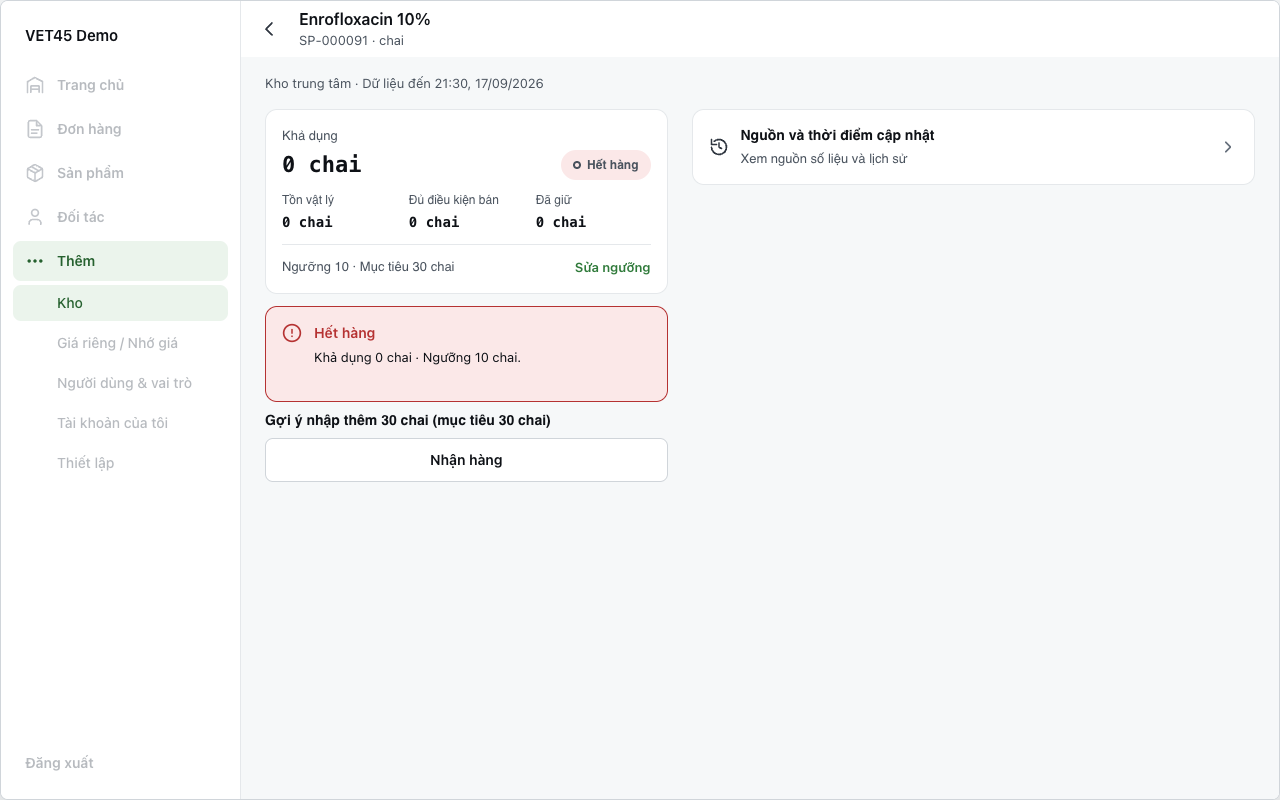 VET45 Demo
Trang chủ
Đơn hàng
Sản phẩm
Đối tác
Thêm
Kho
Giá riêng / Nhớ giá
Người dùng & vai trò
Tài khoản của tôi
Thiết lập
Đăng xuất
Enrofloxacin 10%
SP-000091 · chai
Kho trung tâm · Dữ liệu đến 21:30, 17/09/2026
Khả dụng
0 chai
Hết hàng
Tồn vật lý
Đủ điều kiện bán
Đã giữ
0 chai
0 chai
0 chai
Ngưỡng 10 · Mục tiêu 30 chai
Sửa ngưỡng
Hết hàng
Khả dụng 0 chai · Ngưỡng 10 chai.
Gợi ý nhập thêm 30 chai (mục tiêu 30 chai)
Nhận hàng
Nguồn và thời điểm cập nhật
Xem nguồn số liệu và lịch sử